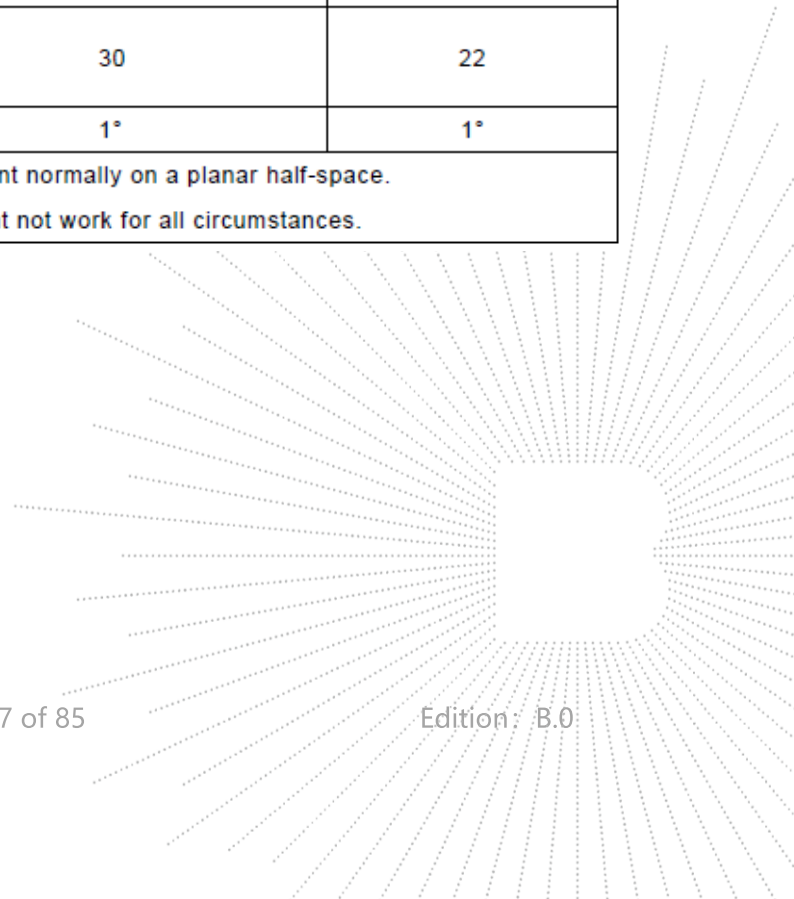 30 22
1° 1°
nt normally on a planar half-space.
t not work for all circumstances.
7 of 85 Edition: B.0